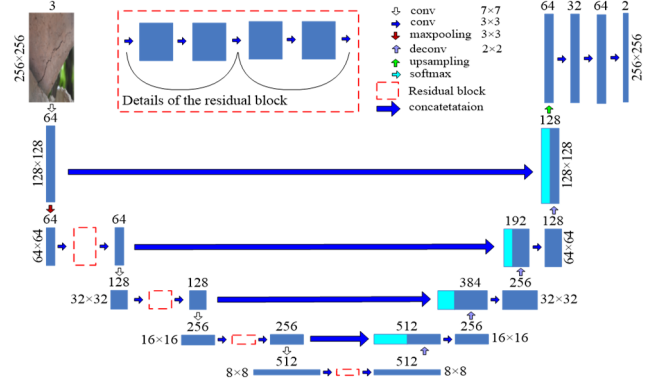 3
256×256
Details of the residual block
conv 7×7
conv 3×3
maxpooling 3×3
deconv 2×2
upsampling
softmax
Residual block
concatetataion
64 32 64 2
256×256
64
128×128
128
128×128
64
64×64
64
192
128
64×64
128
32×32
128
384
256
32×32
256
16×16
256
512
256
16×16
512
8×8
512
8×8